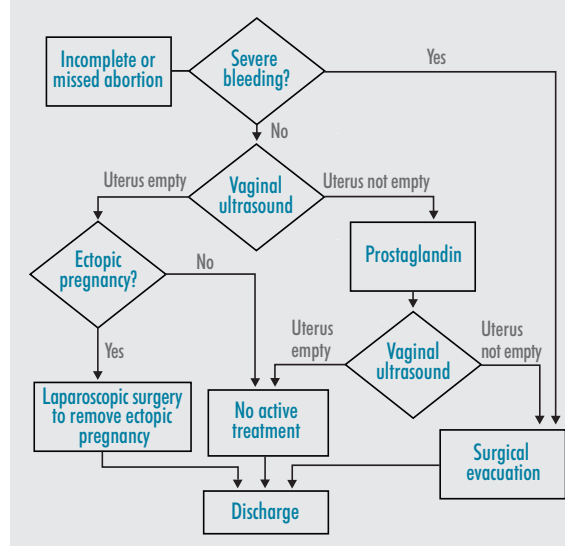 Incomplete or
missed abortion
Severe
bleeding?
Yes
No
Uterus empty
Vaginal
ultrasound
Uterus not empty
Ectopic
pregnancy?
No
Prostaglandin
Yes
Uterus
empty
Vaginal
ultrasound
Uterus
not empty
Laparoscopic surgery
to remove ectopic
pregnancy
No active
treatment
Surgical
evacuation
Discharge